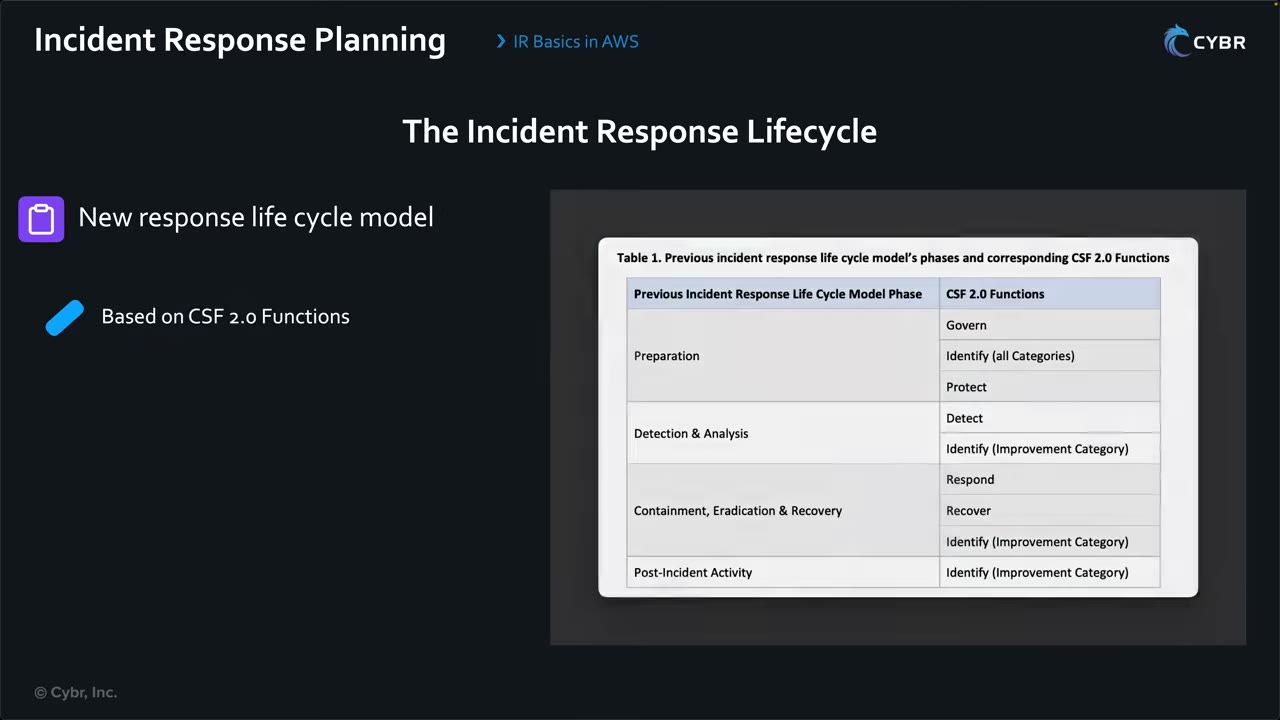 Incident Response Planning
IR Basics in AWS
CYBR
The Incident Response Lifecycle
New response life cycle model
Based on CSF 2.0 Functions
Table 1. Previous incident response life cycle model's phases and corresponding CSF 2.0 Functions
Previous Incident Response Life Cycle Model Phase CSF 2.0 Functions
Preparation
Govern
Identify (all Categories)
Protect
Detection & Analysis
Detect
Identify (Improvement Category)
Containment, Eradication & Recovery
Respond
Recover
Identify (Improvement Category)
Post-Incident Activity
Identify (Improvement Category)
© Cybr, Inc.